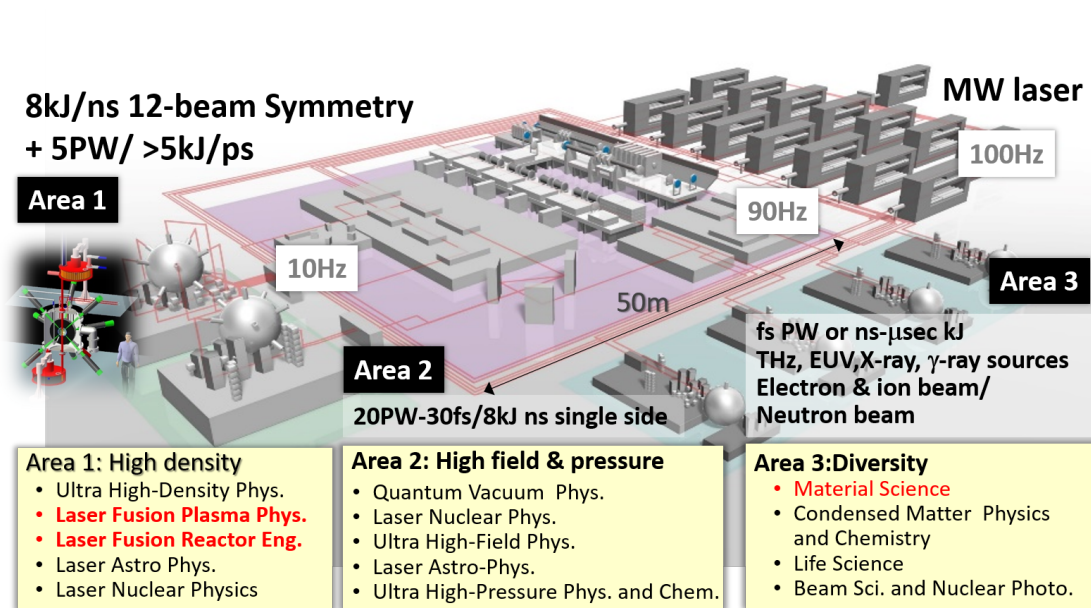 8kJ/ns 12-beam Symmetry
+ 5PW/ >5kJ/ps
MW laser
100Hz
90Hz
10Hz
50m
Area 1
Area 2
20PW-30fs/8kJ ns single side
Area 3
fs PW or ns-μsec kJ
THz, EUV,X-ray, γ-ray sources
Electron & ion beam/
Neutron beam
Area 1: High density
• Ultra High-Density Phys.
• Laser Fusion Plasma Phys.
• Laser Fusion Reactor Eng.
• Laser Astro Phys.
• Laser Nuclear Physics
Area 2: High field & pressure
• Quantum Vacuum Phys.
• Laser Nuclear Phys.
• Ultra High-Field Phys.
• Laser Astro-Phys.
• Ultra High-Pressure Phys. and Chem.
Area 3:Diversity
• Material Science
• Condensed Matter Physics
and Chemistry
• Life Science
• Beam Sci. and Nuclear Photo.